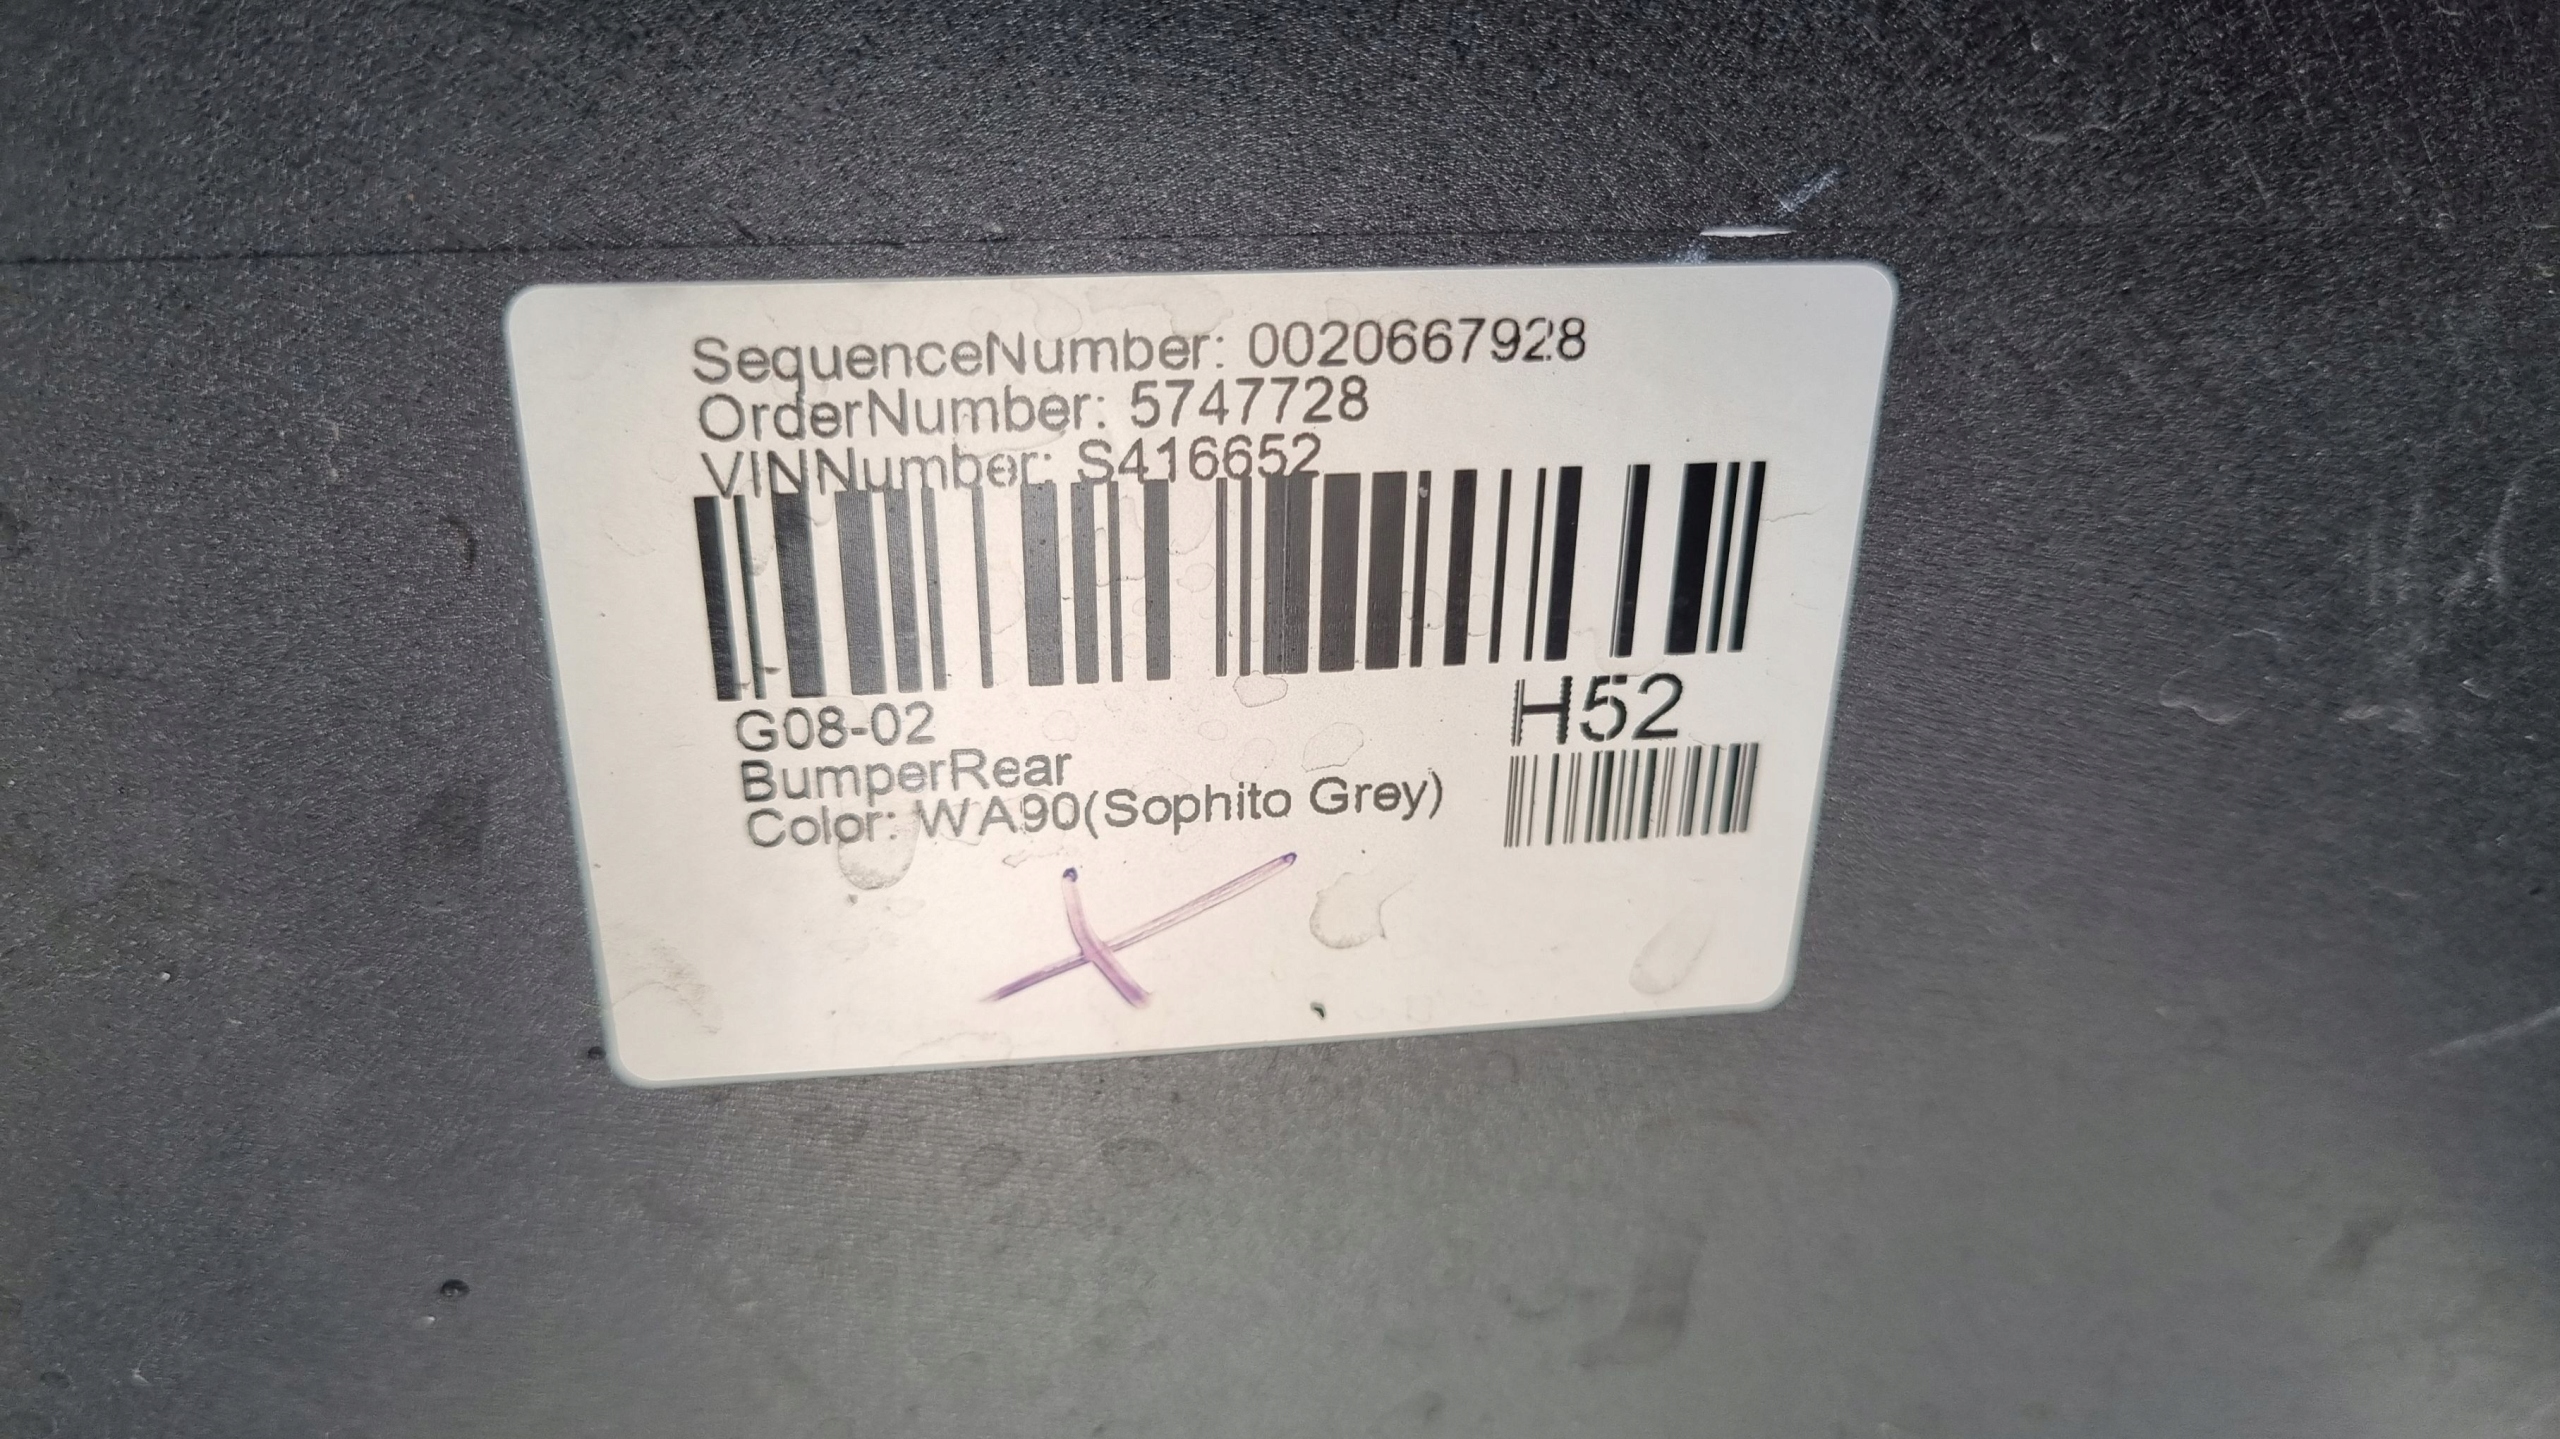 SequenceNumber: 0020667928
OrderNumber: 5747728
VINNumber: S416652
G08-02
H52
BumperRear
Color: WA90(Sophito Grey)